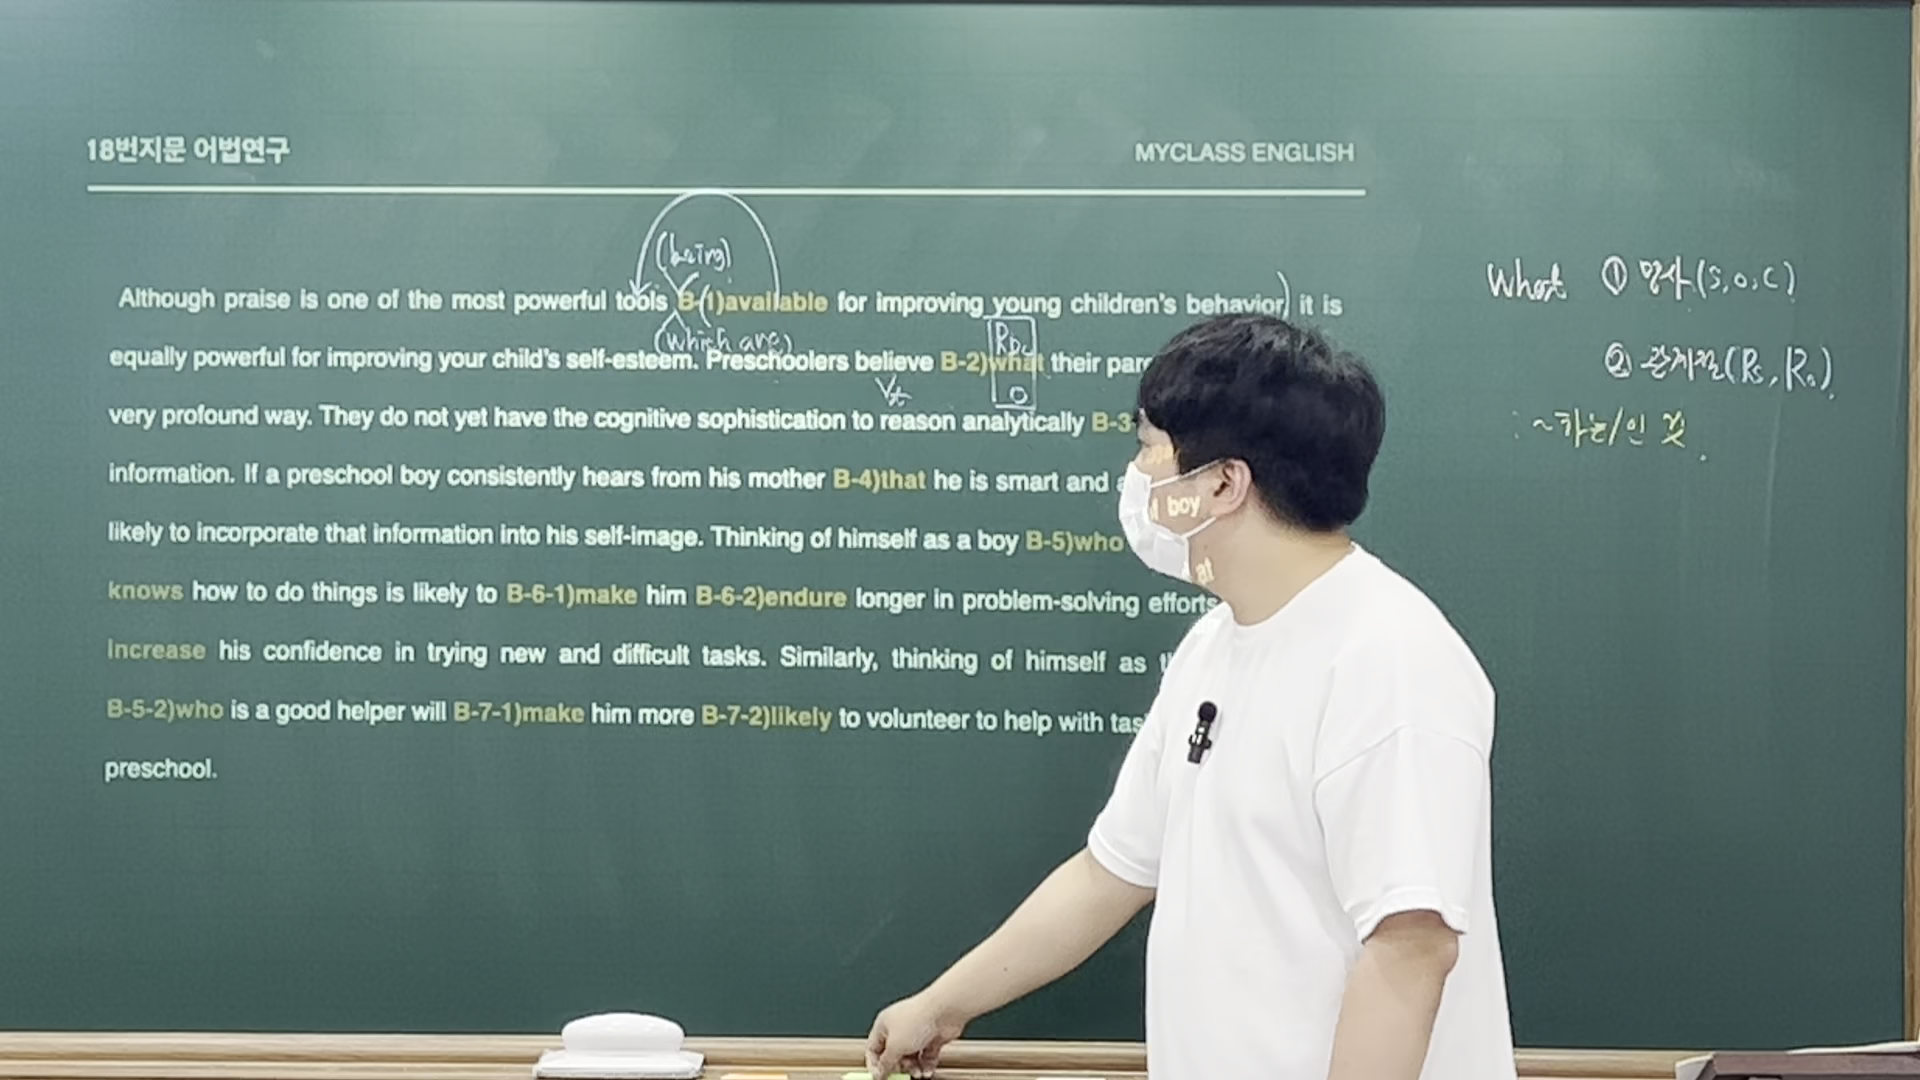 18번지문 어법연구
MYCLASS ENGLISH
(being)
Although praise is one of the most powerful tools B-(1)available for improving young children's behavior) it is
(which are)
Ro
equally powerful for improving your child's self-esteem. Preschoolers believe B-2)what their par
Vt
O
very profound way. They do not yet have the cognitive sophistication to reason analytically B-3
information. If a preschool boy consistently hears from his mother B-4)that he is smart and
likely to incorporate that information into his self-image. Thinking of himself as a boy B-5)who
knows how to do things is likely to B-6-1)make him B-6-2)endure longer in problem-solving efforts
increase his confidence in trying new and difficult tasks. Similarly, thinking of himself as
B-5-2)who is a good helper will B-7-1)make him more B-7-2)likely to volunteer to help with tas
preschool.
boy
at
What ① 명사(S,O,C)
② 관계절(Rs, Ro)
: ~하는/인 것.